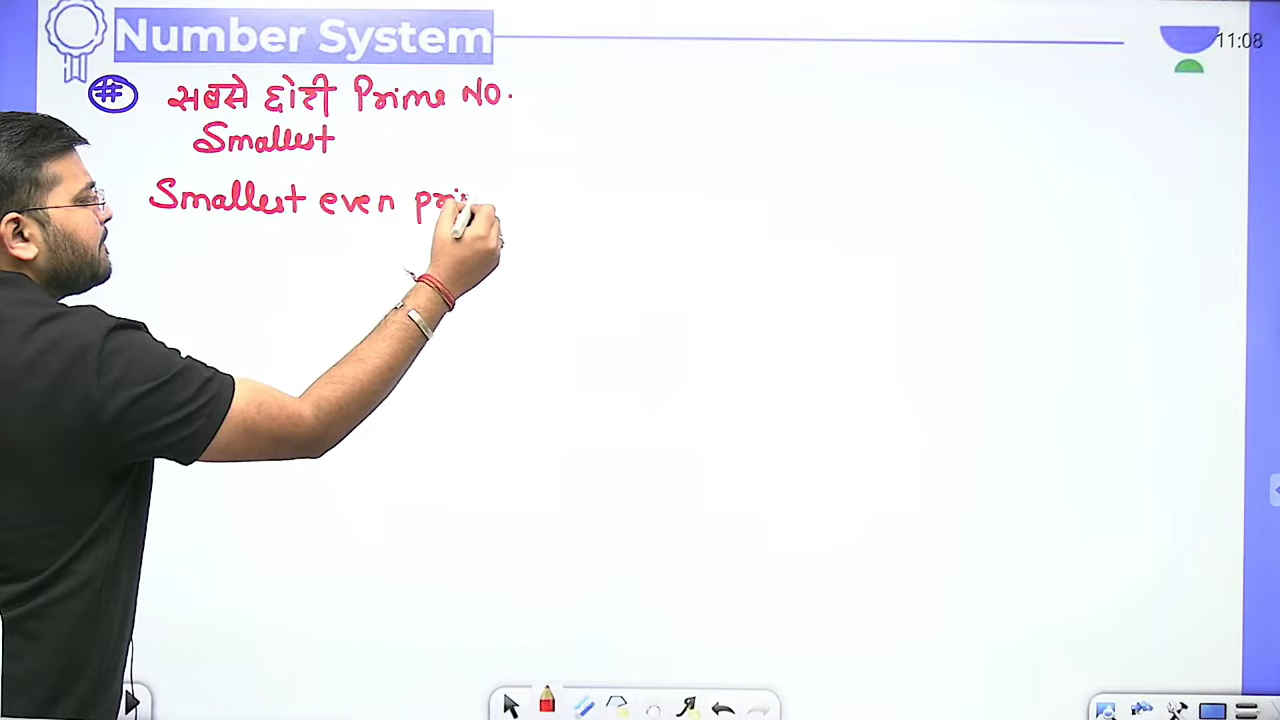 Number System
11:08
# सबसे छोटी Prime No.
Smallest
Smallest even pri